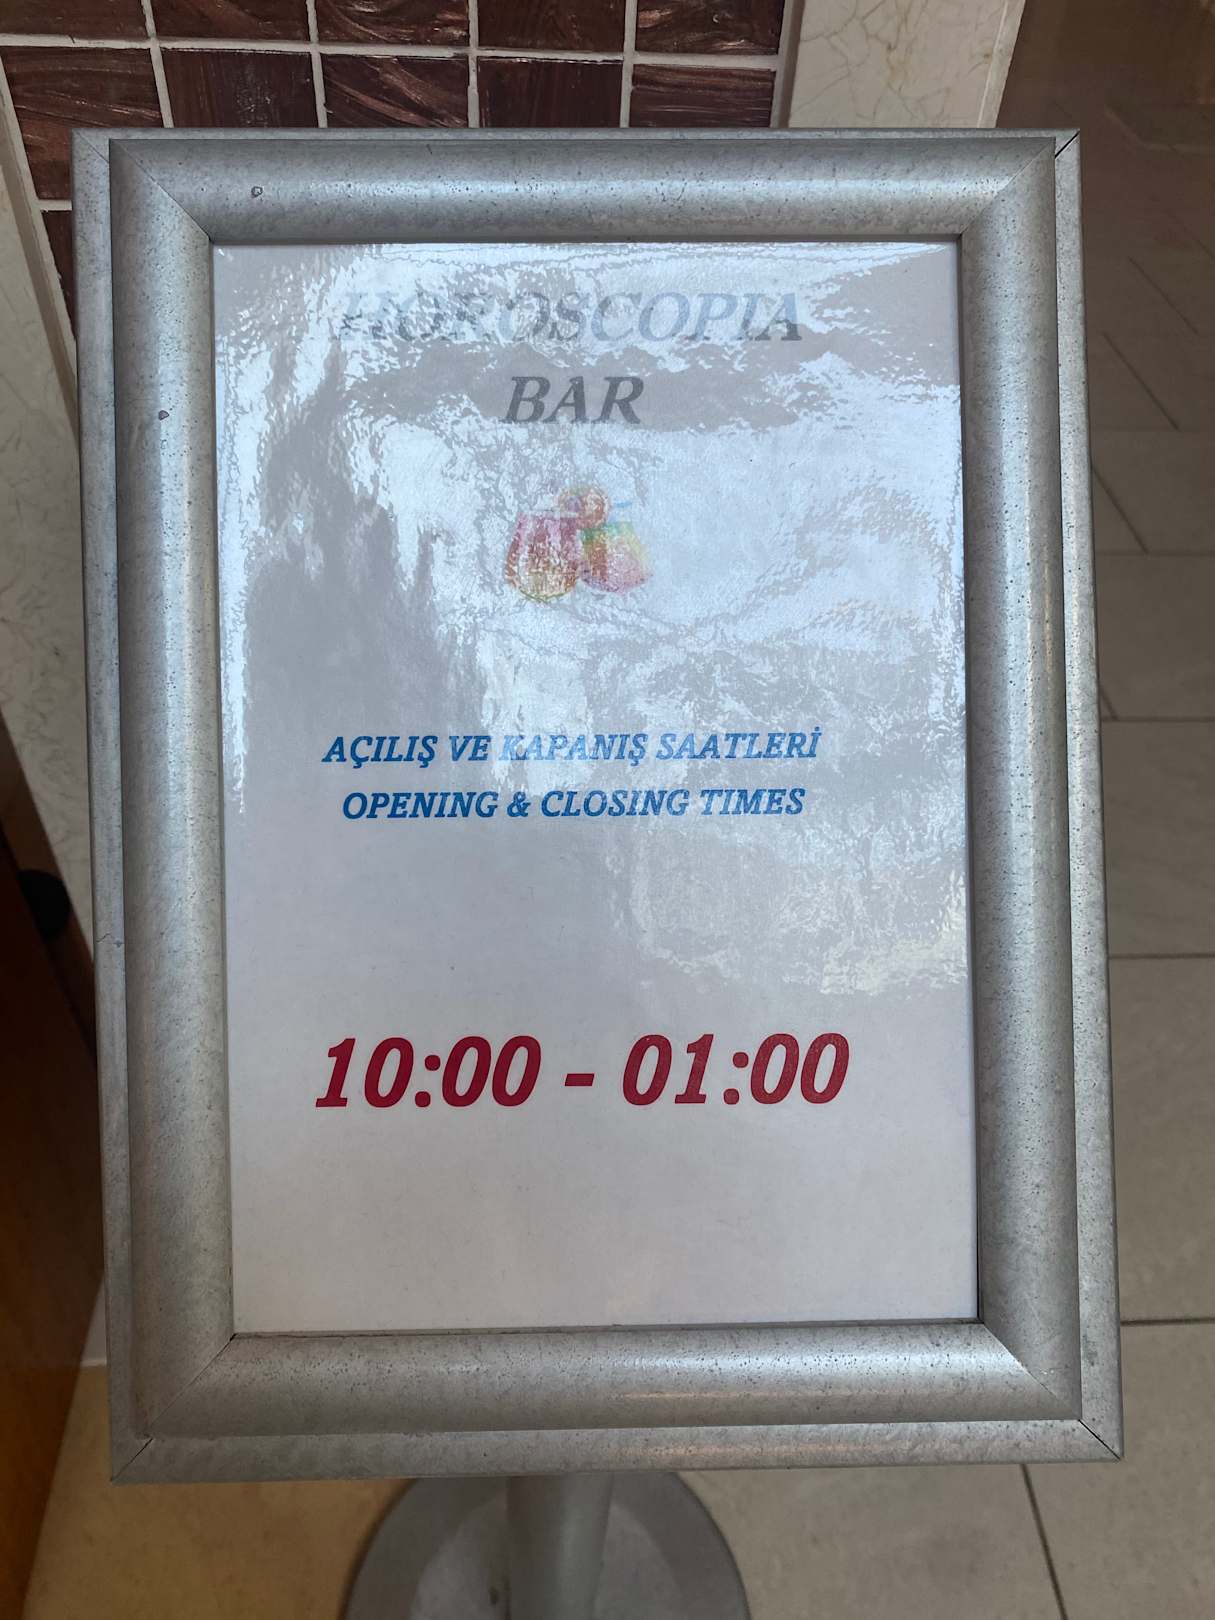 HOROSCOPIA
BAR
AÇILIŞ VE KAPANIŞ SAATLERİ
OPENING & CLOSING TIMES
10:00 - 01:00